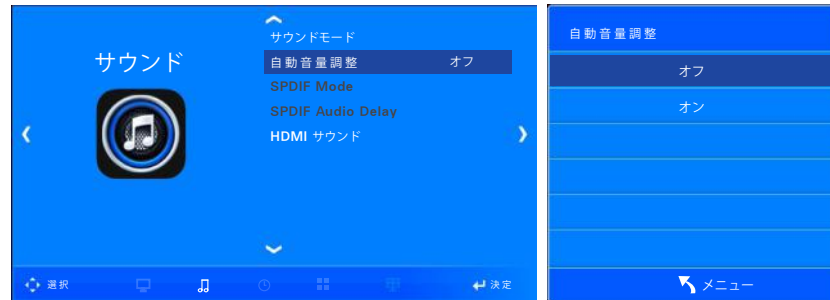 サウンド
サウンドモード
自動音量調整 オフ
SPDIF Mode
SPDIF Audio Delay
HDMI サウンド
選択
決定
自動音量調整
オフ
オン
メニュー